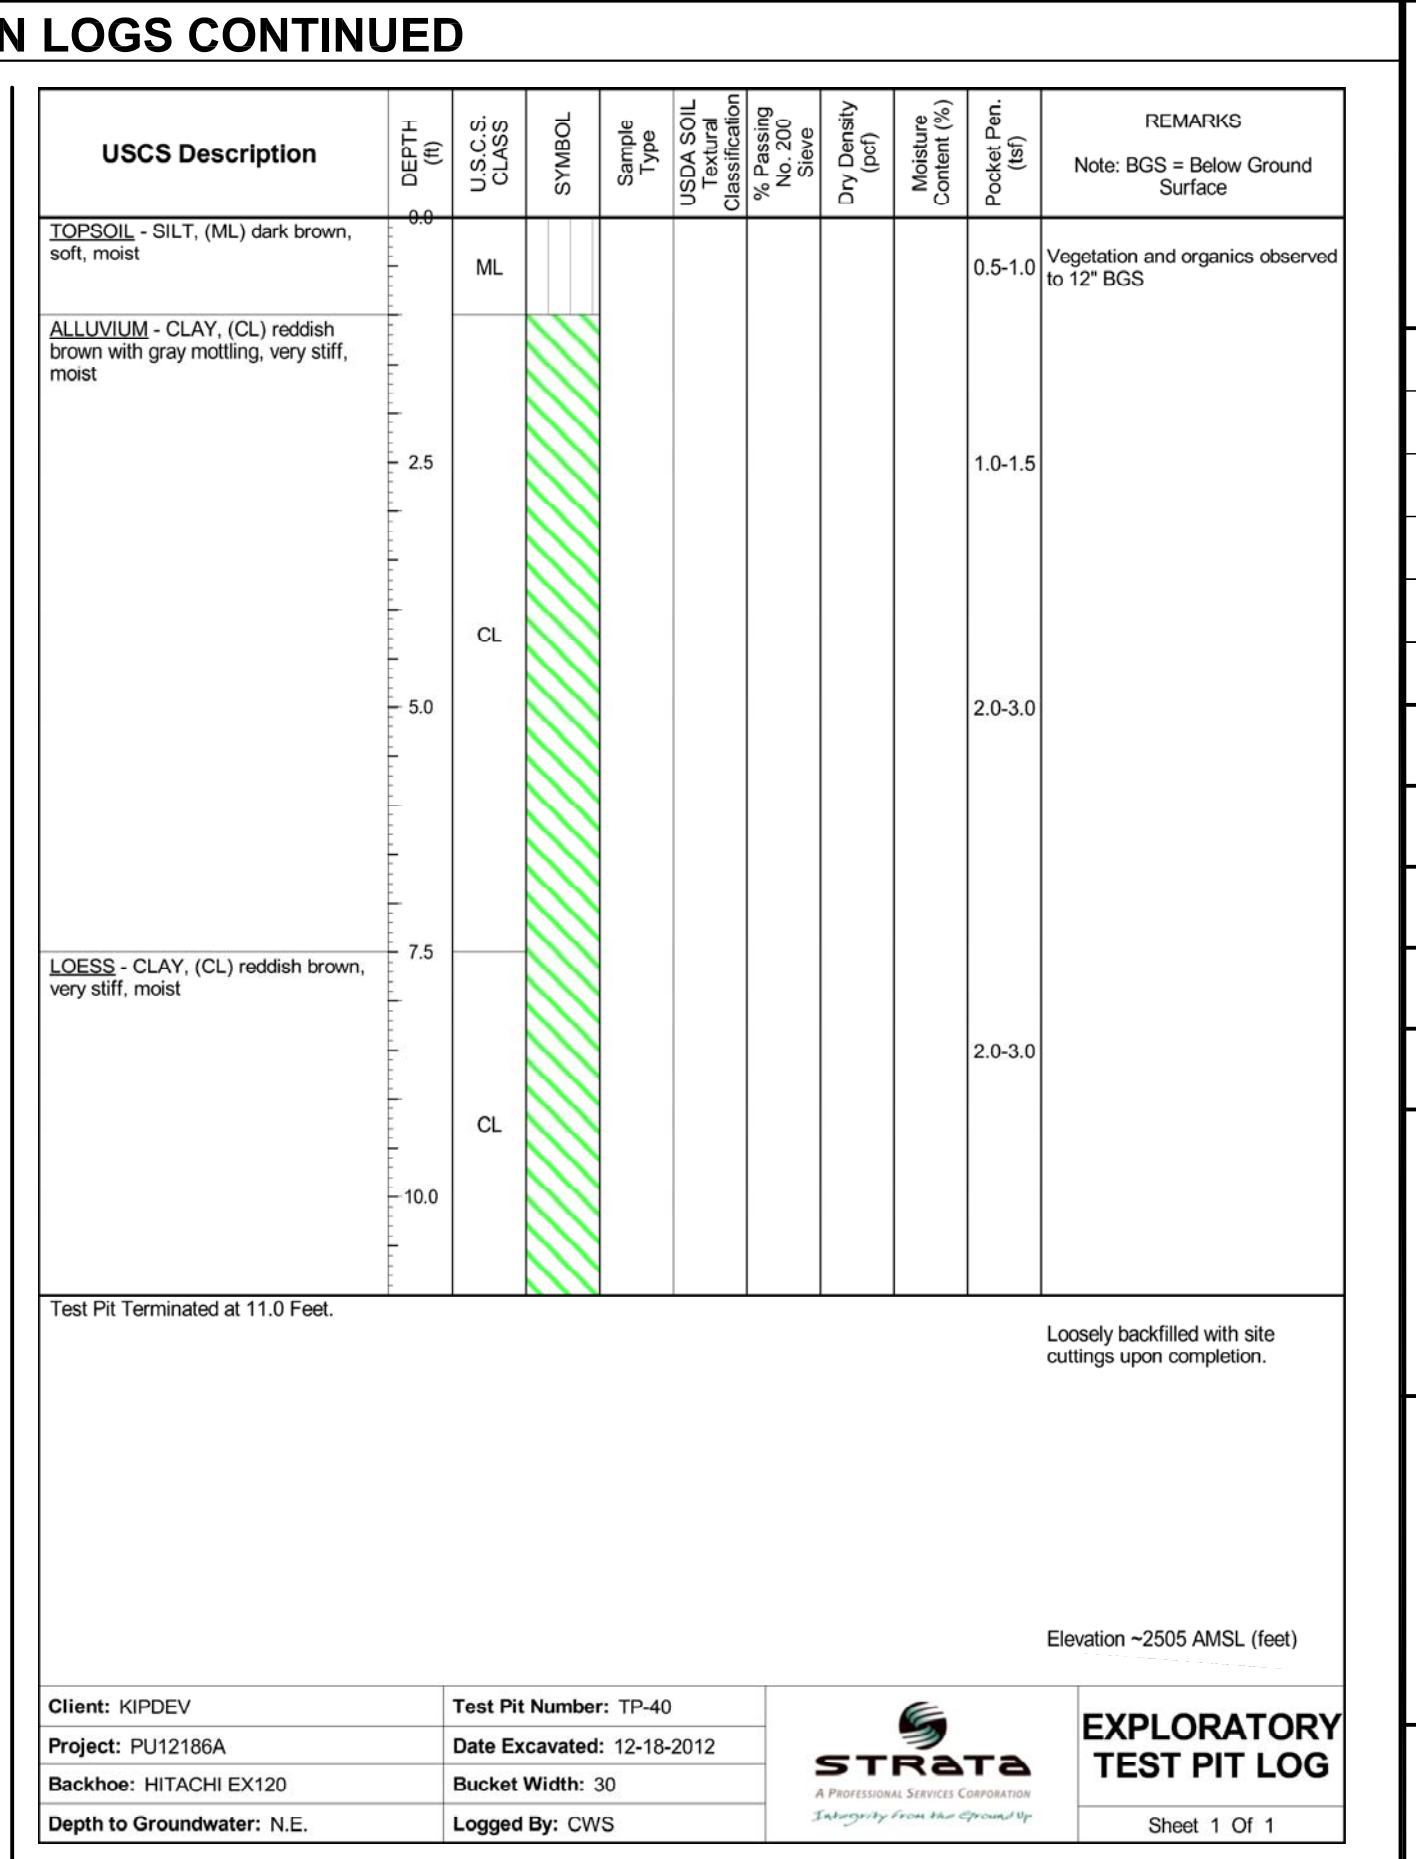 N LOGS CONTINUED
USCS Description
DEPTH
(ft)
U.S.C.S.
CLASS
SYMBOL
Sample
Type
USDA SOIL
Textural
Classification
% Passing
No. 200
Sieve
Dry Density
(pcf)
Moisture
Content (%)
Pocket Pen.
(tsf)
REMARKS
Note: BGS = Below Ground
Surface
0.0
TOPSOIL - SILT, (ML) dark brown,
soft, moist
ML
0.5-1.0
Vegetation and organics observed
to 12" BGS
ALLUVIUM - CLAY, (CL) reddish
brown with gray mottling, very stiff,
moist
2.5
1.0-1.5
CL
5.0
2.0-3.0
7.5
LOESS - CLAY, (CL) reddish brown,
very stiff, moist
2.0-3.0
CL
10.0
Test Pit Terminated at 11.0 Feet.
Loosely backfilled with site
cuttings upon completion.
Elevation ~2505 AMSL (feet)
Client: KIPDEV
Project: PU12186A
Backhoe: HITACHI EX120
Depth to Groundwater: N.E.
Test Pit Number: TP-40
Date Excavated: 12-18-2012
Bucket Width: 30
Logged By: CWS
STRATA
A PROFESSIONAL SERVICES CORPORATION
Integrity from the Ground Up
EXPLORATORY
TEST PIT LOG
Sheet 1 Of 1